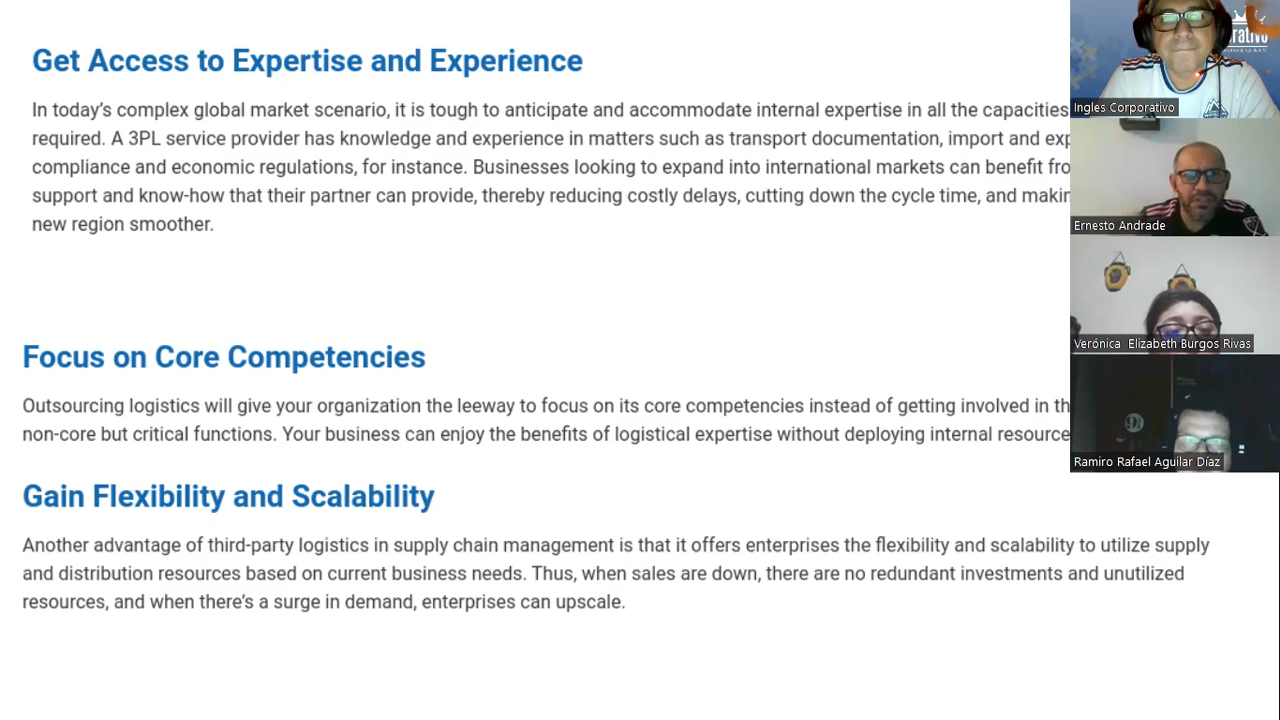 Get Access to Expertise and Experience
In today’s complex global market scenario, it is tough to anticipate and accommodate internal expertise in all the capacities
required. A 3PL service provider has knowledge and experience in matters such as transport documentation, import and
compliance and economic regulations, for instance. Businesses looking to expand into international markets can benefit
support and know-how that their partner can provide, thereby reducing costly delays, cutting down the cycle time, and
new region smoother.
Focus on Core Competencies
Outsourcing logistics will give your organization the leeway to focus on its core competencies instead of getting involved in
non-core but critical functions. Your business can enjoy the benefits of logistical expertise without deploying internal
Gain Flexibility and Scalability
Another advantage of third-party logistics in supply chain management is that it offers enterprises the flexibility and scalability to utilize supply
and distribution resources based on current business needs. Thus, when sales are down, there are no redundant investments and unutilized
resources, and when there’s a surge in demand, enterprises can upscale.
Ingles Corporativo
Ernesto Andrade
Verónica Elizabeth Burgos Rivas
Ramiro Rafael Aguilar Díaz